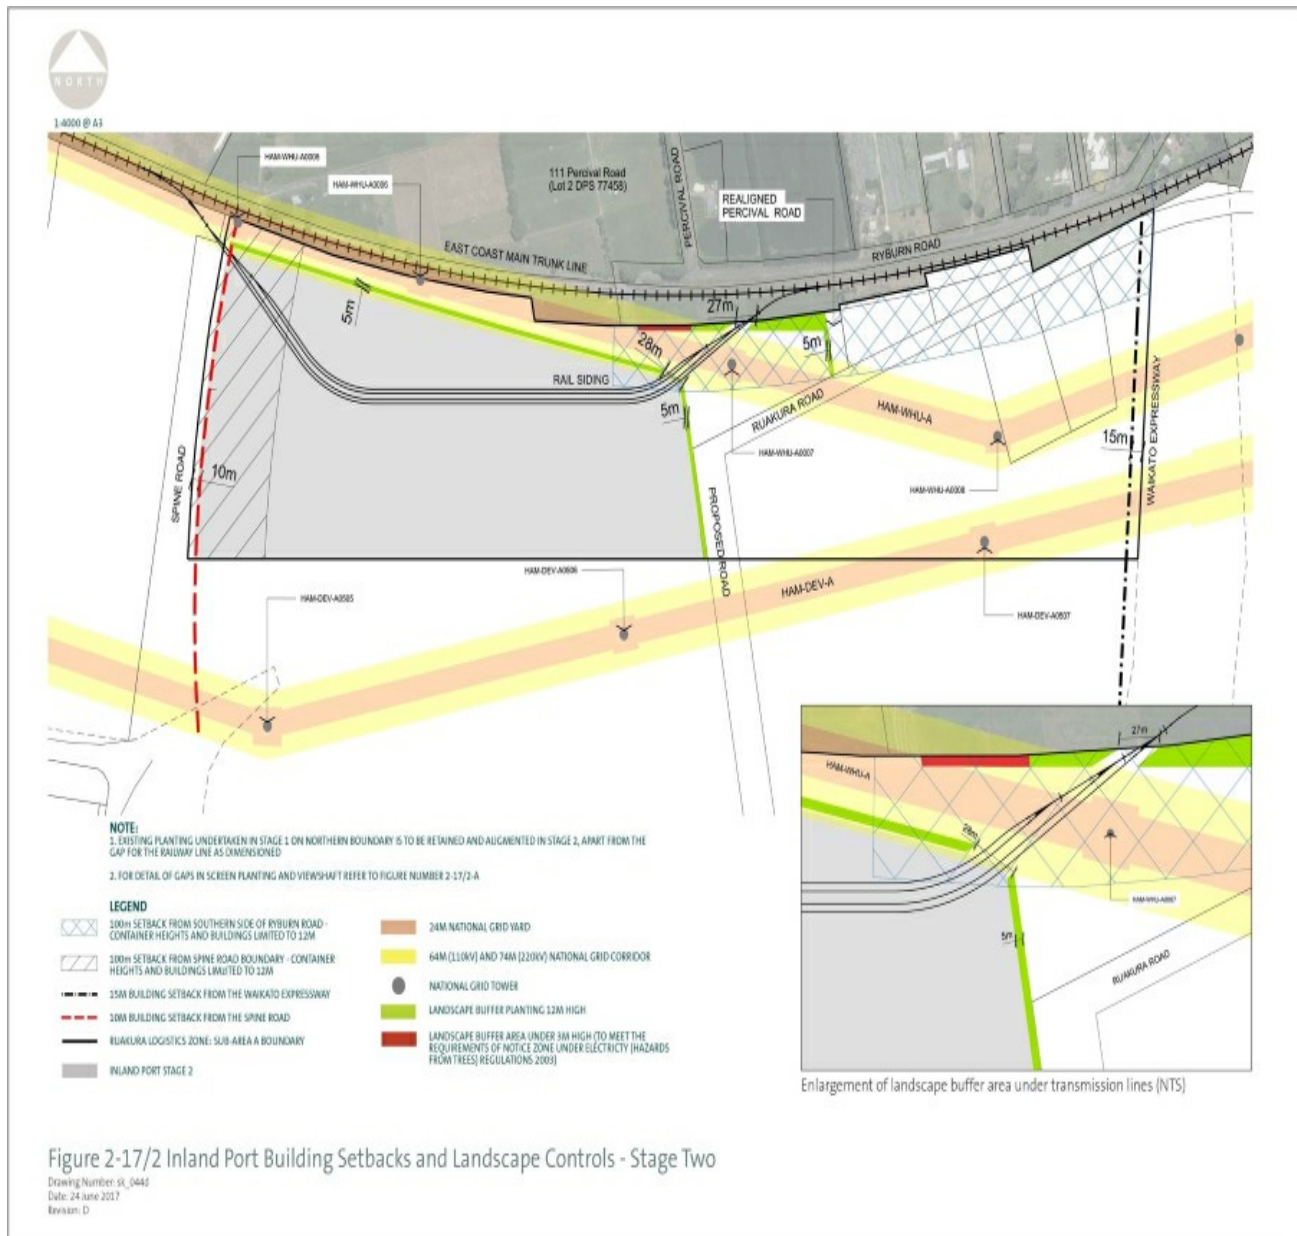 NORTH
1:4000 @ A3
HAM-WHU-A0006
111 Percival Road
(Lot 2 DPS 77458)
PERCIVAL ROAD
REALIGNED
PERCIVAL ROAD
EAST COAST MAIN TRUNK LINE
RYBURN ROAD
27m
5m
28m
5m
RAIL SIDING
5m
RUAKURA ROAD
HAM-WHU-A
15m
WAIKATO EXPRESSWAY
SPINE ROAD
10m
HAM-WHU-A0007
HAM-WHU-A0008
PROPOSED ROAD
HAM-DEV-A0506
HAM-DEV-A
HAM-DEV-A0505
HAM-DEV-A0507
NOTE:
1. EXISTING PLANTING UNDERTAKEN IN STAGE 1 ON NORTHERN BOUNDARY IS TO BE RETAINED AND AUGMENTED IN STAGE 2, APART FROM THE
GAP FOR THE RAILWAY LINE AS DIMENSIONED
2. FOR DETAIL OF GAPS IN SCREEN PLANTING AND VIEWSHAFT REFER TO FIGURE NUMBER 2-17/2-A
LEGEND
100m SETBACK FROM SOUTHERN SIDE OF RYBURN ROAD -
CONTAINER HEIGHTS AND BUILDINGS LIMITED TO 12M
100m SETBACK FROM SPINE ROAD BOUNDARY - CONTAINER
HEIGHTS AND BUILDINGS LIMITED TO 12M
15M BUILDING SETBACK FROM THE WAIKATO EXPRESSWAY
10M BUILDING SETBACK FROM THE SPINE ROAD
RUAKURA LOGISTICS ZONE: SUB-AREA A BOUNDARY
INLAND PORT STAGE 2
24M NATIONAL GRID YARD
64M (110kV) AND 74M (220kV) NATIONAL GRID CORRIDOR
NATIONAL GRID TOWER
LANDSCAPE BUFFER PLANTING 12M HIGH
LANDSCAPE BUFFER AREA UNDER 3M HIGH (TO MEET THE
REQUIREMENTS OF NOTICE ZONE UNDER ELECTRICTY (HAZARDS
FROM TREES) REGULATIONS 2003)
27m
HAM-WHU-A
28m
HAM-WHU-A0007
5m
RUAKURA ROAD
Enlargement of landscape buffer area under transmission lines (NTS)
Figure 2-17/2 Inland Port Building Setbacks and Landscape Controls - Stage Two
Drawing Number: sk_044d
Date: 24 June 2017
Revision: D